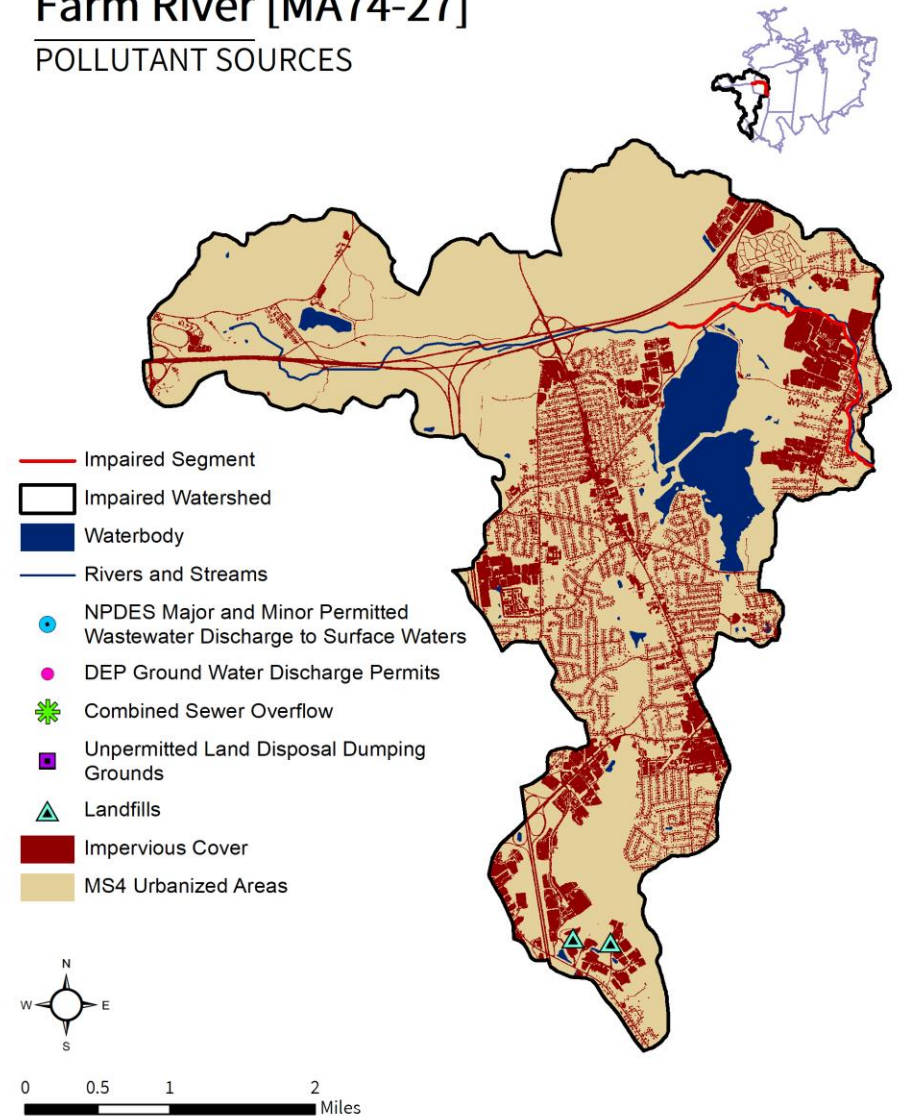 Farm River [MA74-27]
POLLUTANT SOURCES
Impaired Segment
Impaired Watershed
Waterbody
Rivers and Streams
NPDES Major and Minor Permitted
Wastewater Discharge to Surface Waters
DEP Ground Water Discharge Permits
Combined Sewer Overflow
Unpermitted Land Disposal Dumping
Grounds
Landfills
Impervious Cover
MS4 Urbanized Areas
N
W E
S
0 0.5 1 2
Miles